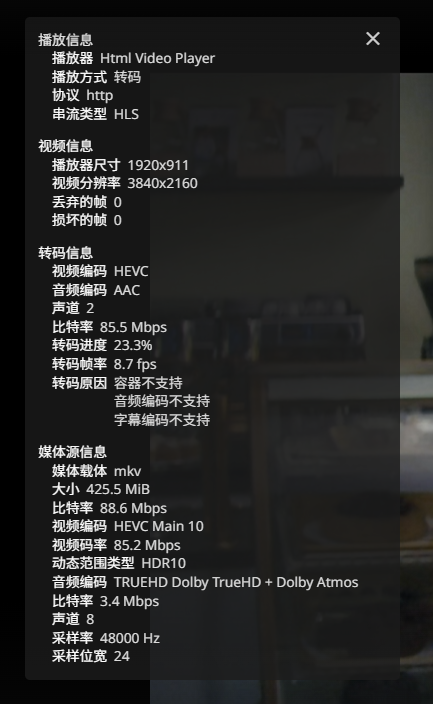 播放信息
播放器 Html Video Player
播放方式 转码
协议 http
串流类型 HLS
视频信息
播放器尺寸 1920x911
视频分辨率 3840x2160
丢弃的帧 0
损坏的帧 0
转码信息
视频编码 HEVC
音频编码 AAC
声道 2
比特率 85.5 Mbps
转码进度 23.3%
转码帧率 8.7 fps
转码原因 容器不支持
音频编码不支持
字幕编码不支持
媒体源信息
媒体载体 mkv
大小 425.5 MiB
比特率 88.6 Mbps
视频编码 HEVC Main 10
视频码率 85.2 Mbps
动态范围类型 HDR10
音频编码 TRUEHD Dolby TrueHD + Dolby Atmos
比特率 3.4 Mbps
声道 8
采样率 48000 Hz
采样位宽 24